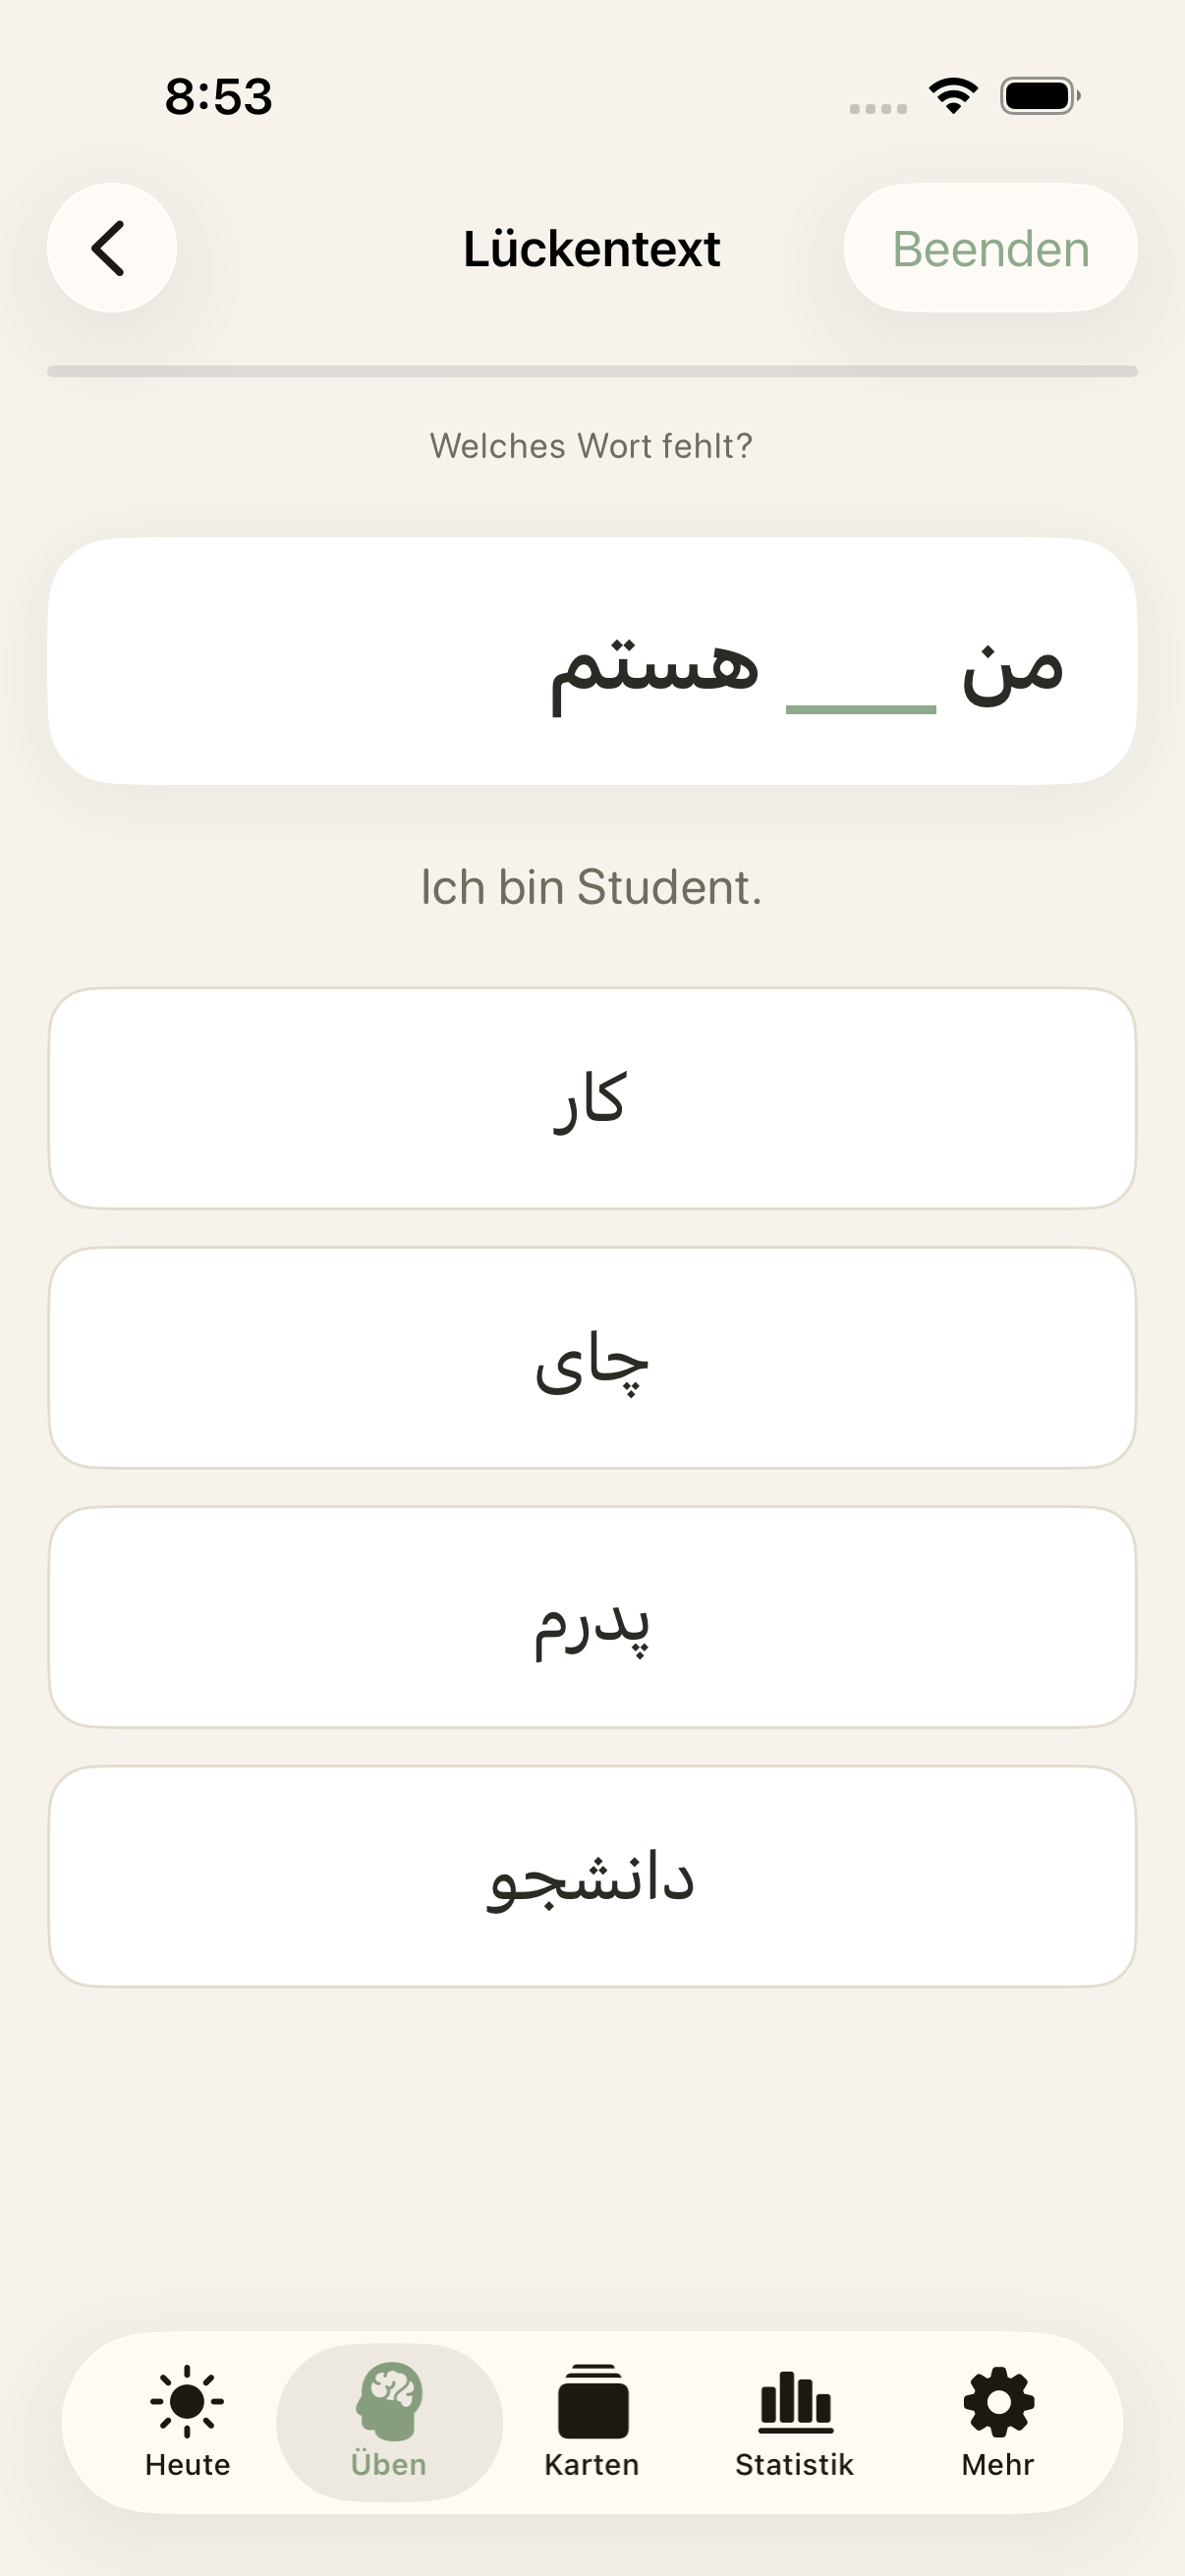 8:53
Lückentext
Beenden
Welches Wort fehlt?
من ____ هستم
Ich bin Student.
کار
چای
پدرم
دانشجو
Heute
Üben
Karten
Statistik
Mehr